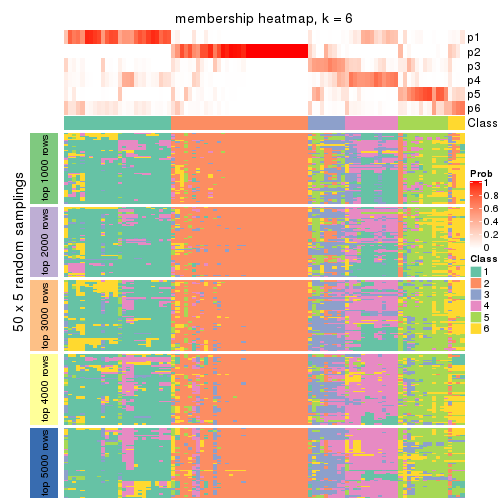 membership heatmap, k = 6
p1
p2
p3
p4
p5
p6
Class
50 x 5 random samplings
top 1000 rows
top 2000 rows
top 3000 rows
top 4000 rows
top 5000 rows
Prob
1
0.8
0.6
0.4
0.2
0
Class
1
2
3
4
5
6